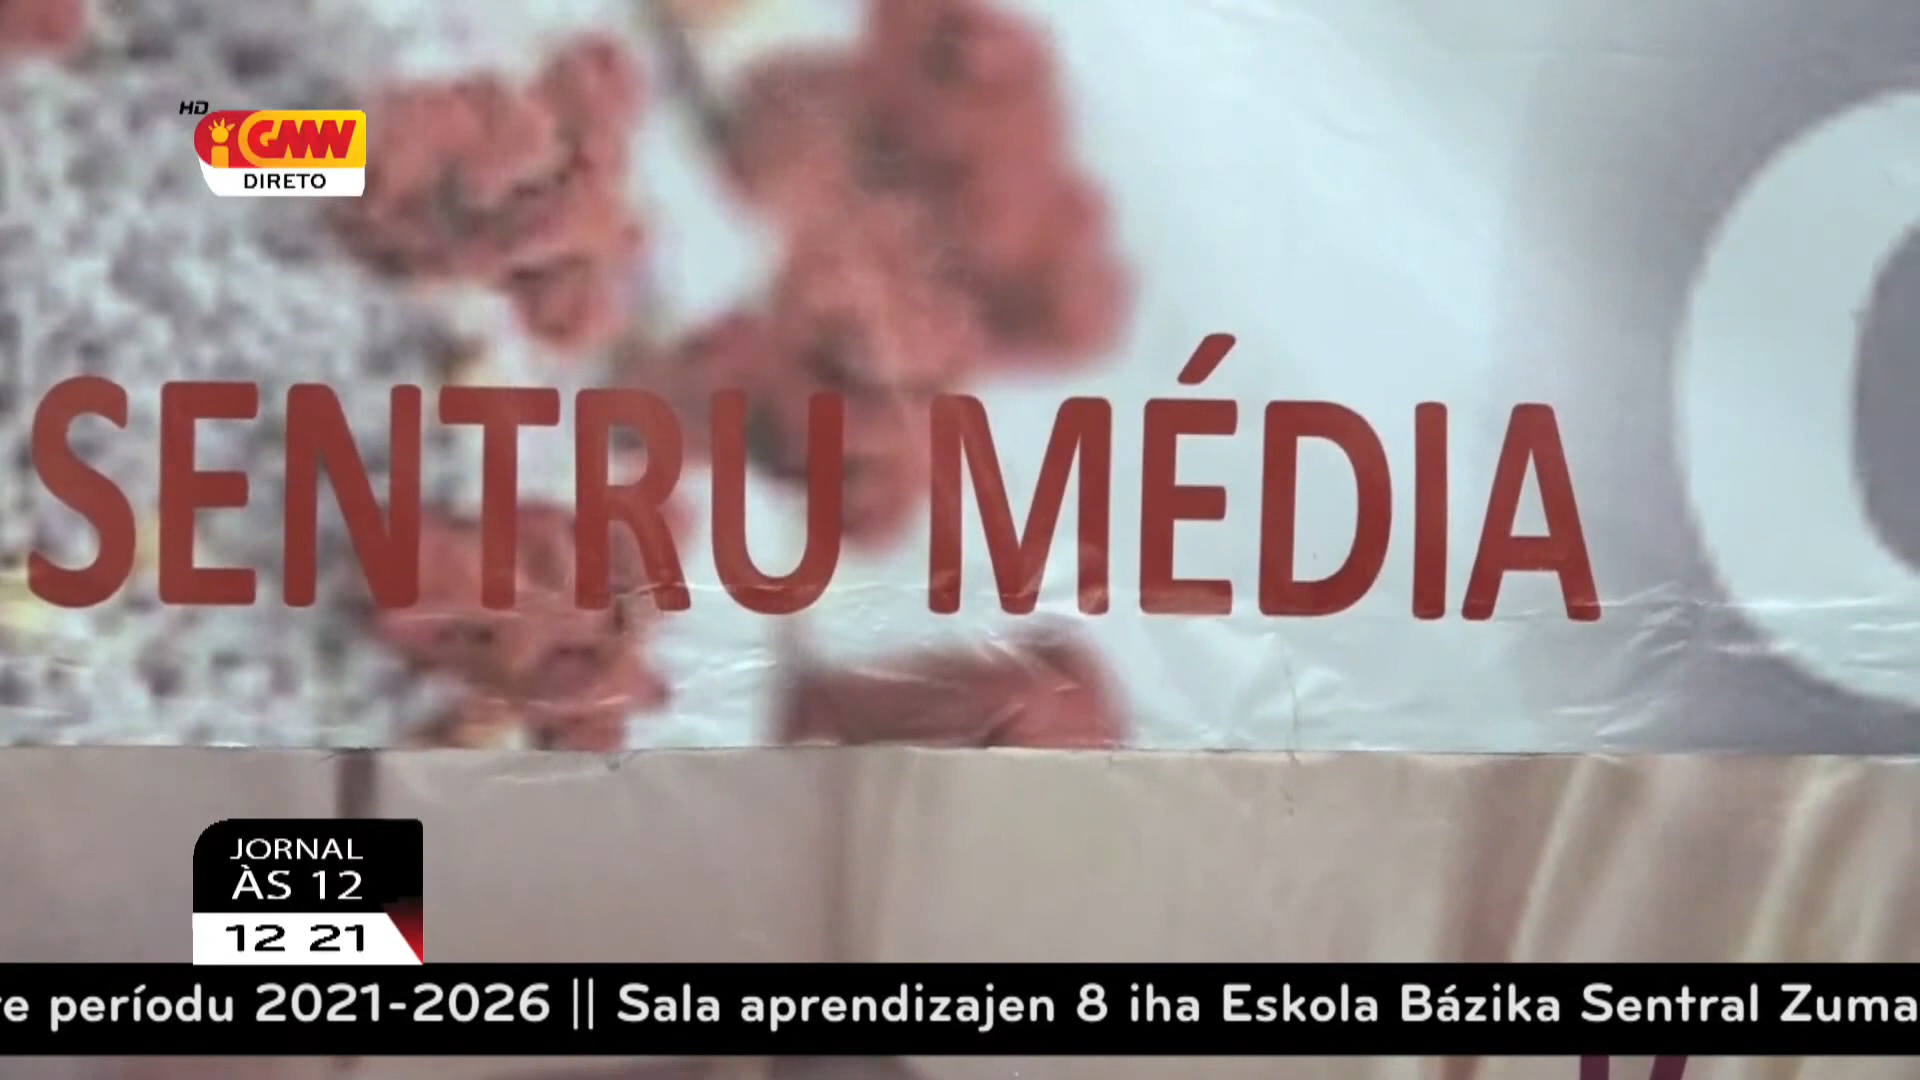 HD
GMN
DIRETO
SENTRU MÉDIA
JORNAL
ÀS 12
12 21
período 2021-2026 || Sala aprendizajen 8 iha Eskola Bázika Sentral